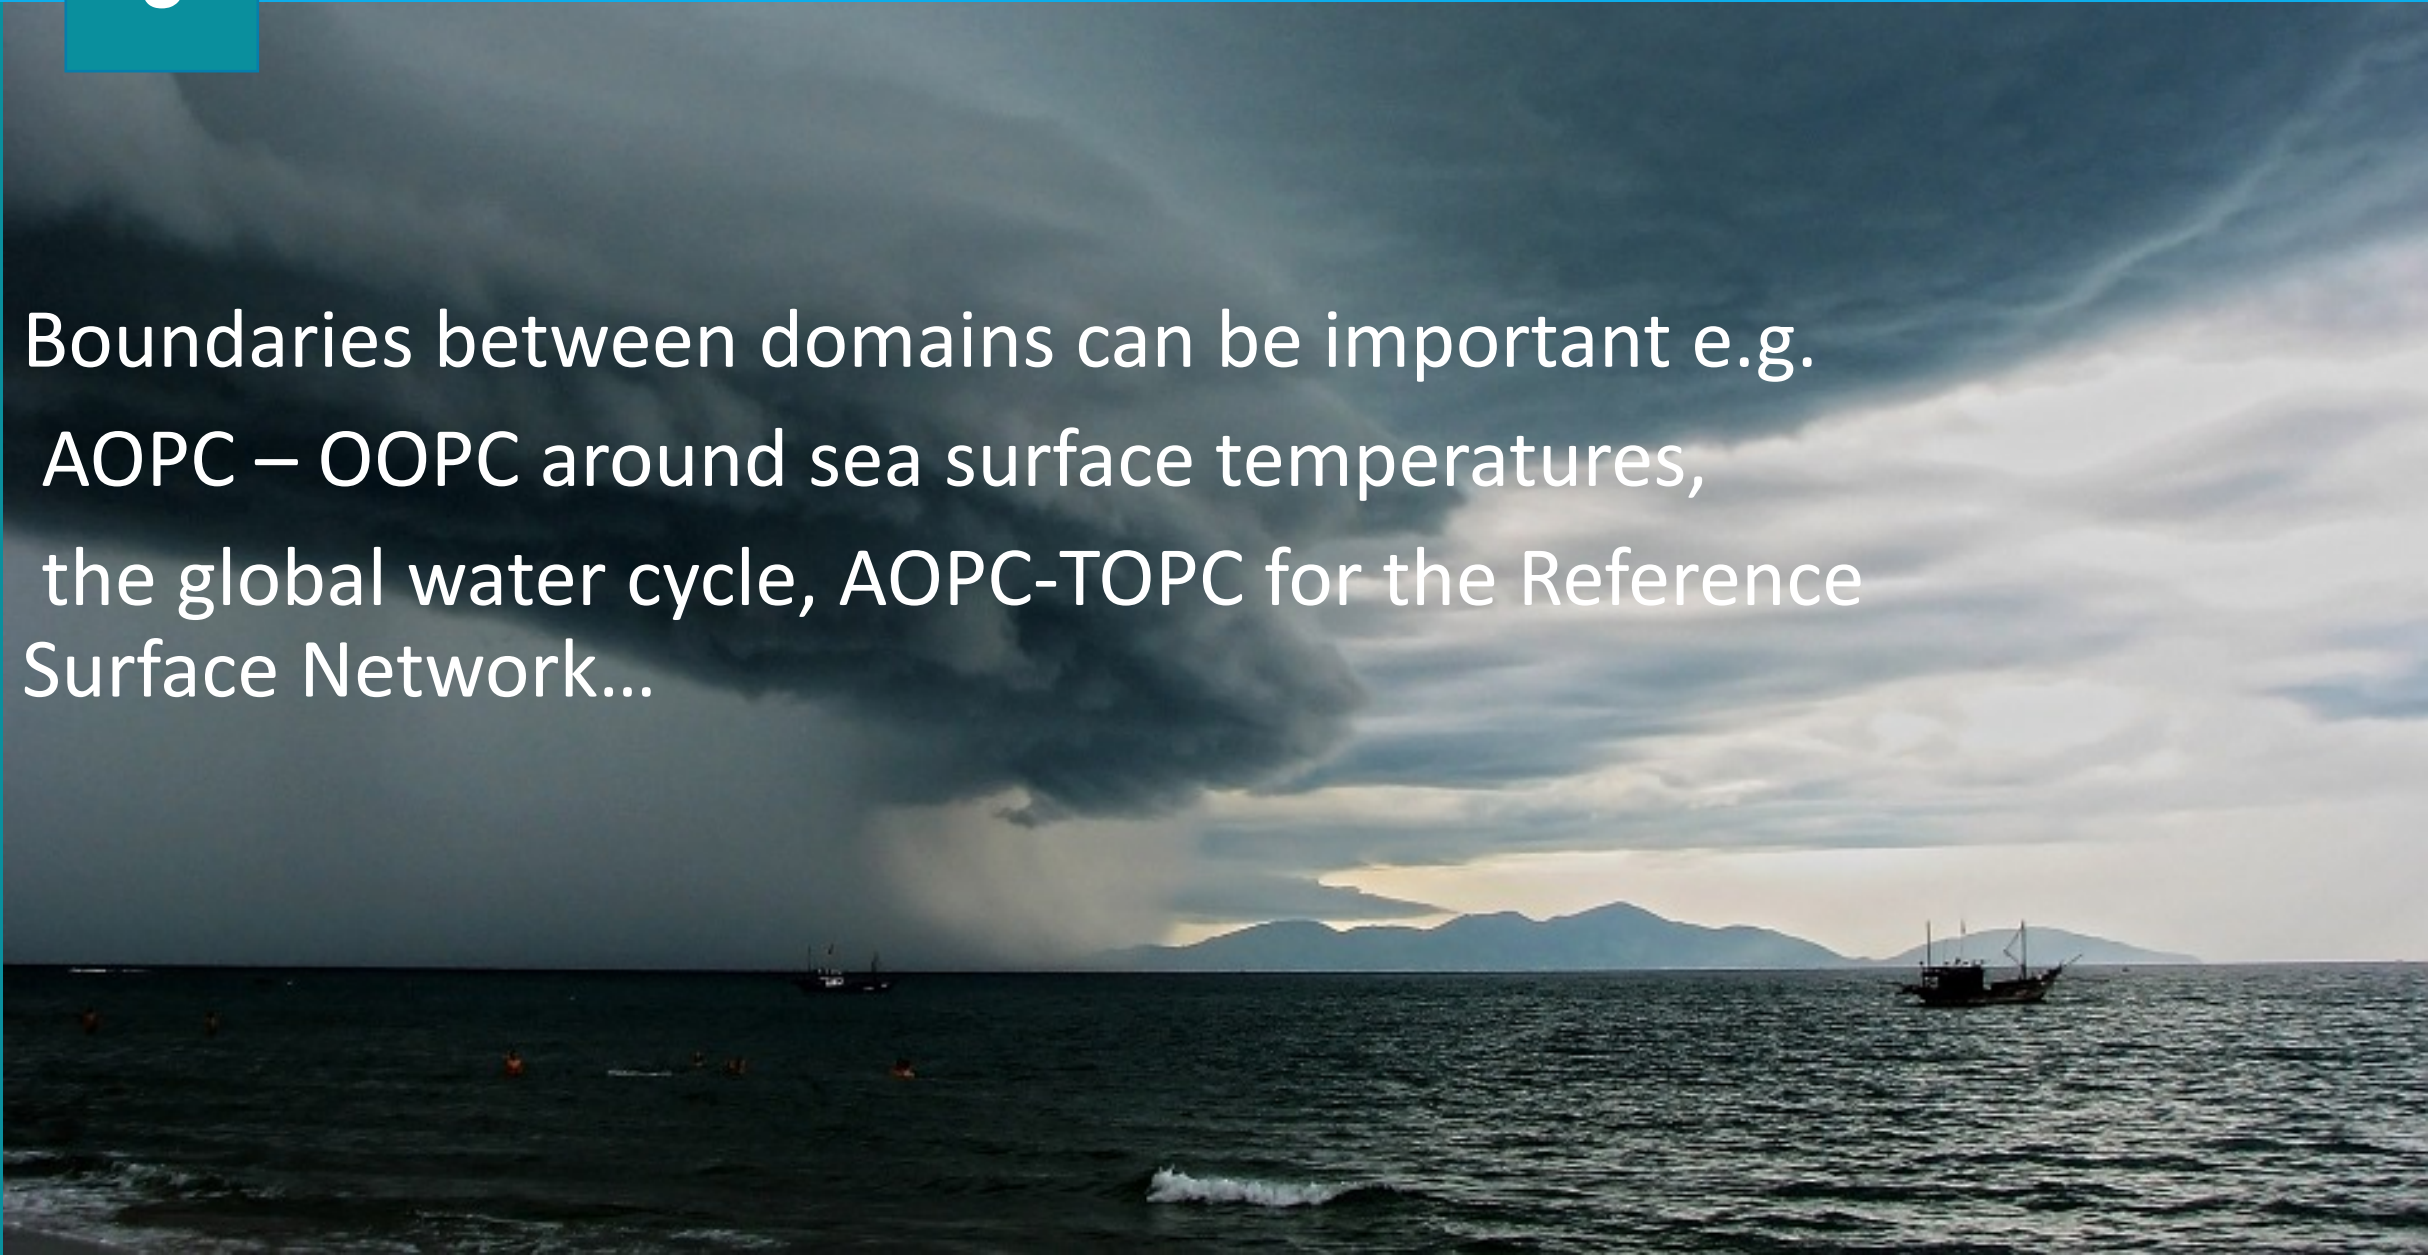 Boundaries between domains can be important e.g.
AOPC – OOPC around sea surface temperatures,
the global water cycle, AOPC-TOPC for the Reference
Surface Network...